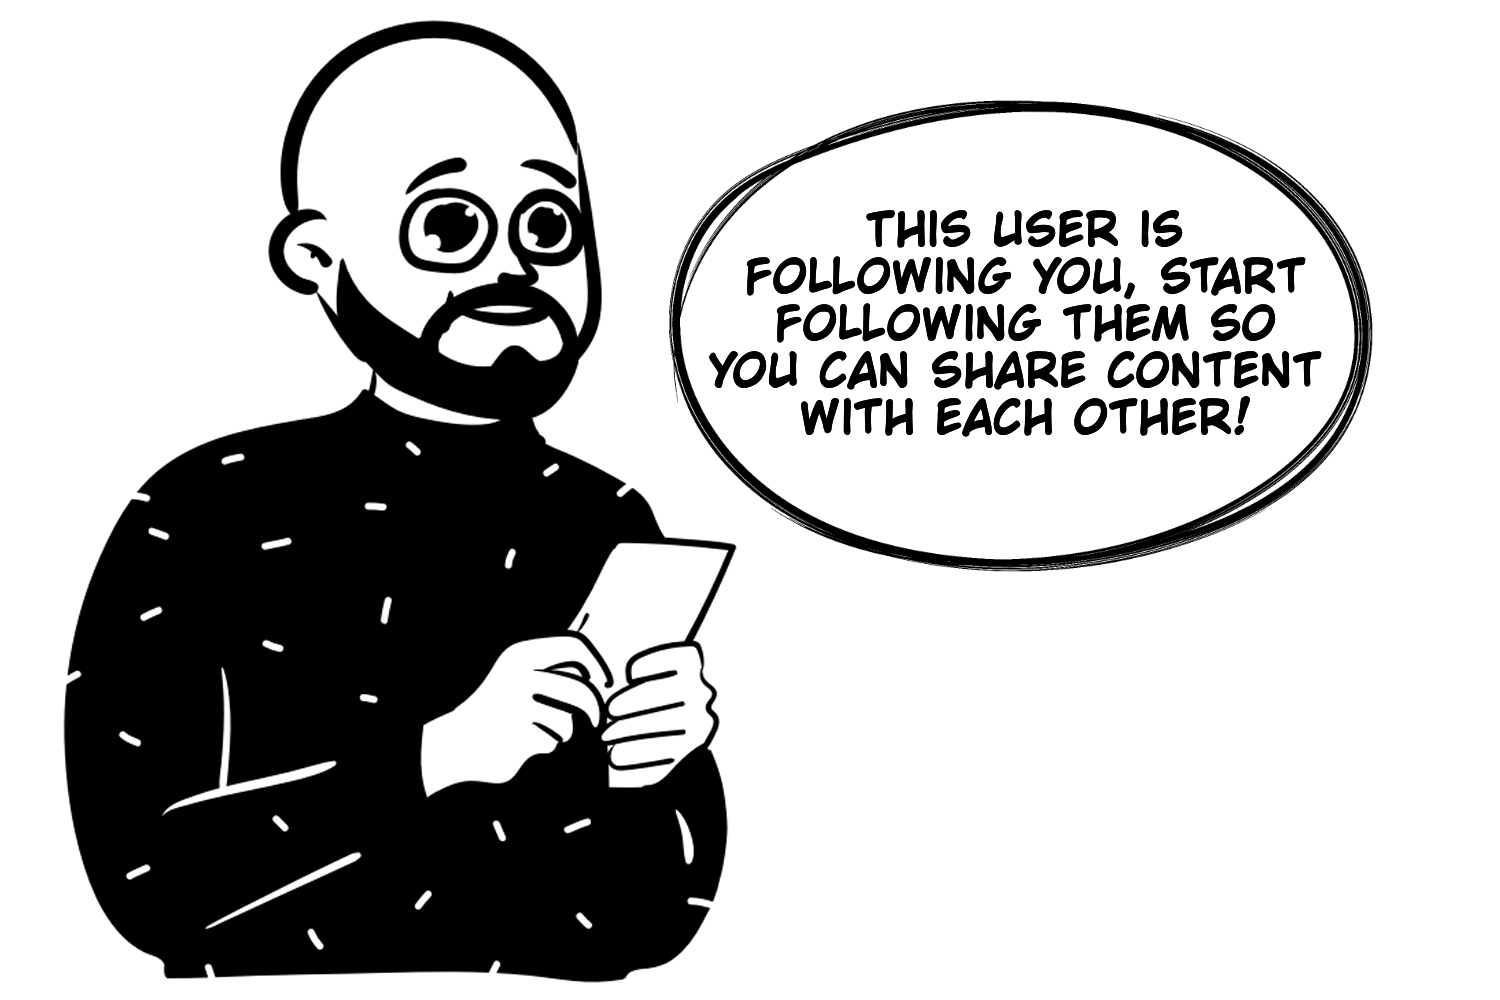 THIS USER IS
FOLLOWING YOU, START
FOLLOWING THEM SO
YOU CAN SHARE CONTENT
WITH EACH OTHER!